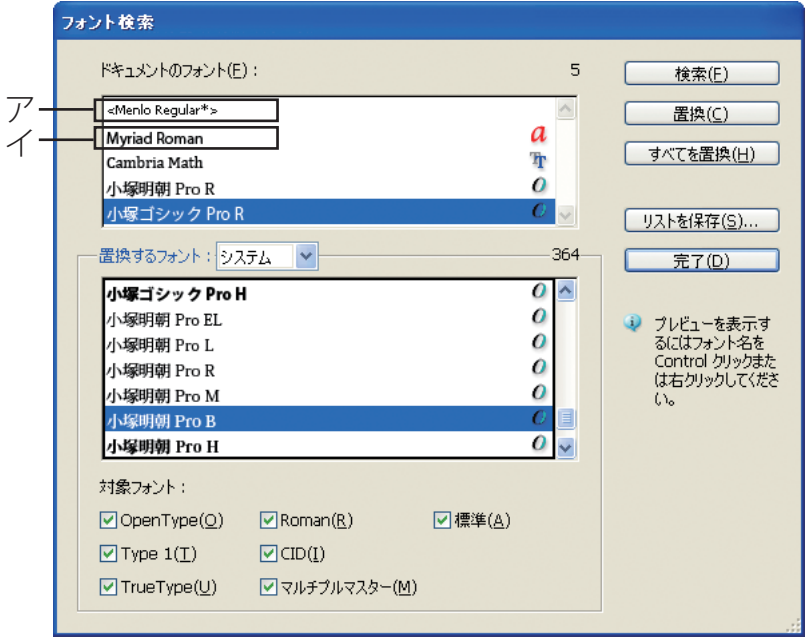 フォント検索
ドキュメントのフォント(E)： 5
ア
<Menlo Regular*>
イ
Myriad Roman
Cambria Math
小塚明朝 Pro R
小塚ゴシック Pro R
検索(F)
置換(C)
すべてを置換(H)
リストを保存(S)...
完了(D)
置換するフォント： システム 364
小塚ゴシック Pro H
小塚明朝 Pro EL
小塚明朝 Pro L
小塚明朝 Pro R
小塚明朝 Pro M
小塚明朝 Pro B
小塚明朝 Pro H
プレビューを表示す
るにはフォント名を
Control クリックまた
は右クリックしてくださ
い。
対象フォント：
OpenType(O) Roman(R) 標準(A)
Type 1(T) CID(I)
TrueType(U) マルチプルマスター(M)